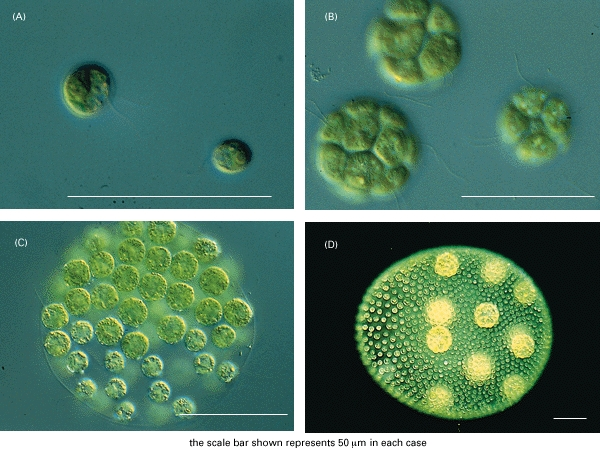 (A)
(B)
(C)
(D)
the scale bar shown represents 50 μm in each case